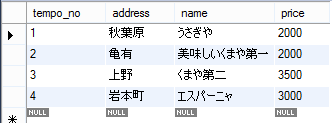 tempo_no address name price
1 秋葉原 うさぎや 2000
2 亀有 美味しいくまや第一 2000
3 上野 くまや第二 3500
4 岩本町 エスパーニャ 3000
NULL NULL NULL NULL